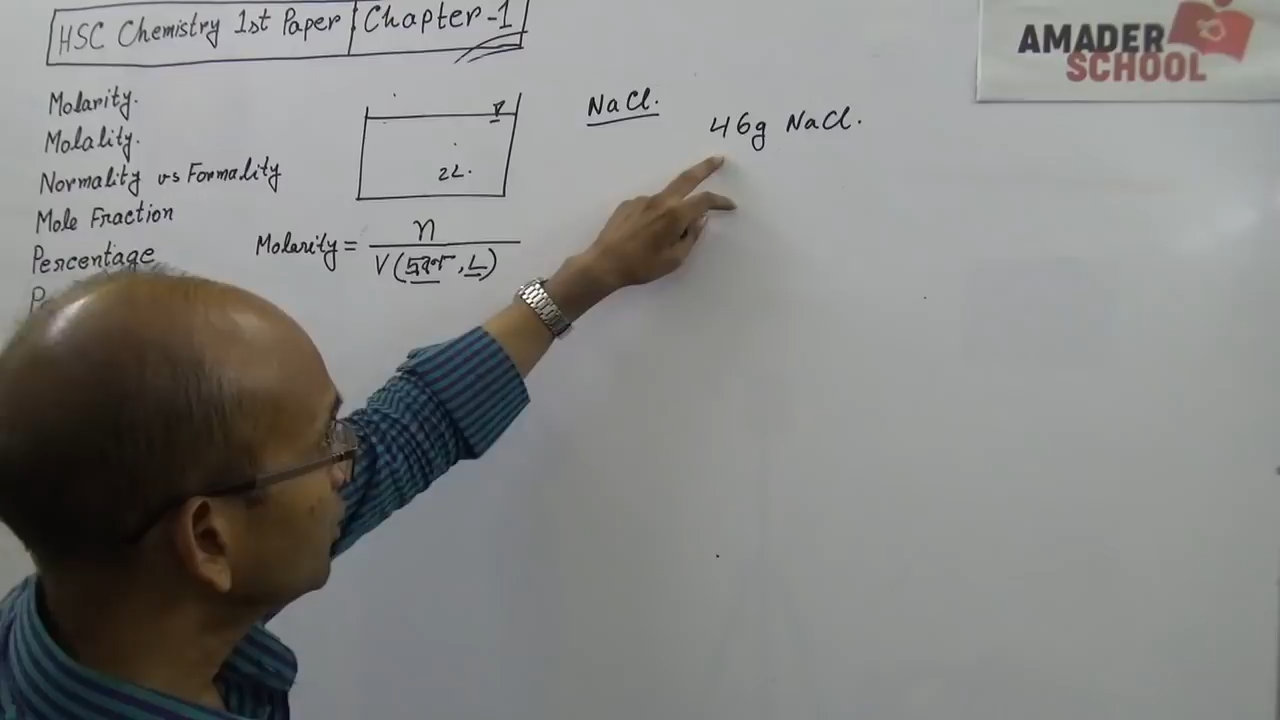 HSC Chemistry 1st Paper | Chapter-1
AMADER
SCHOOL
Molarity.
Molality.
Normality vs Formality
Mole Fraction
Percentage
2L.
Molarity = n / V (দ্রবণ, L)
NaCl.
46g NaCl.